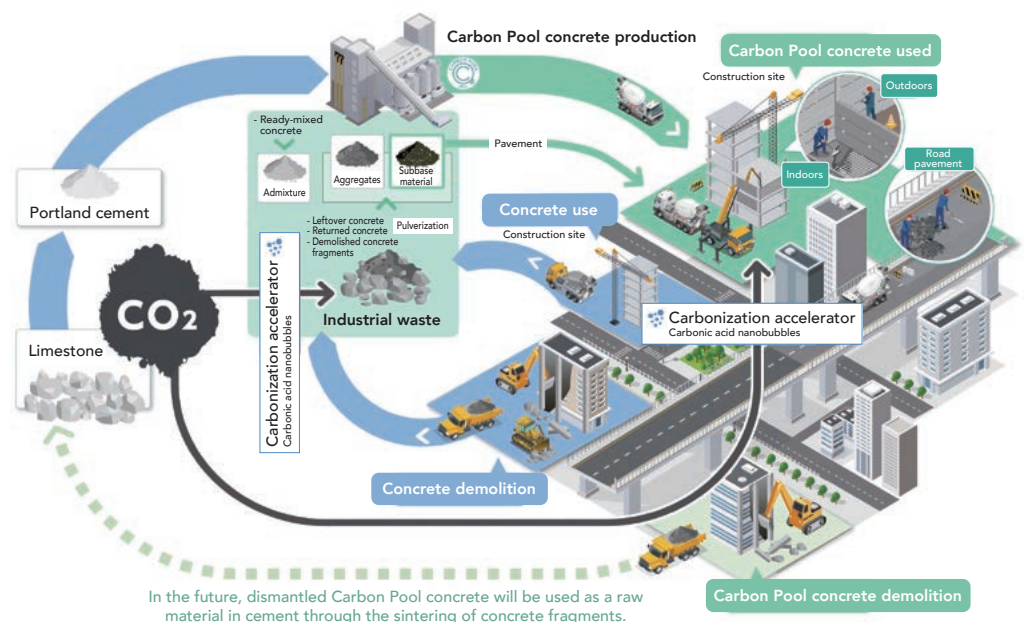 Carbon Pool concrete production
Carbon Pool concrete used
Construction site
Outdoors
- Ready-mixed
concrete
Admixture
Aggregates
Subbase
material
Pavement
Indoors
Road
pavement
Portland cement
- Leftover concrete
- Returned concrete
- Demolished concrete
fragments
Pulverization
Concrete use
Construction site
CO2
Carbonization accelerator
Carbonic acid nanobubbles
Industrial waste
Carbonization accelerator
Carbonic acid nanobubbles
Limestone
Concrete demolition
Carbon Pool concrete demolition
In the future, dismantled Carbon Pool concrete will be used as a raw
material in cement through the sintering of concrete fragments.